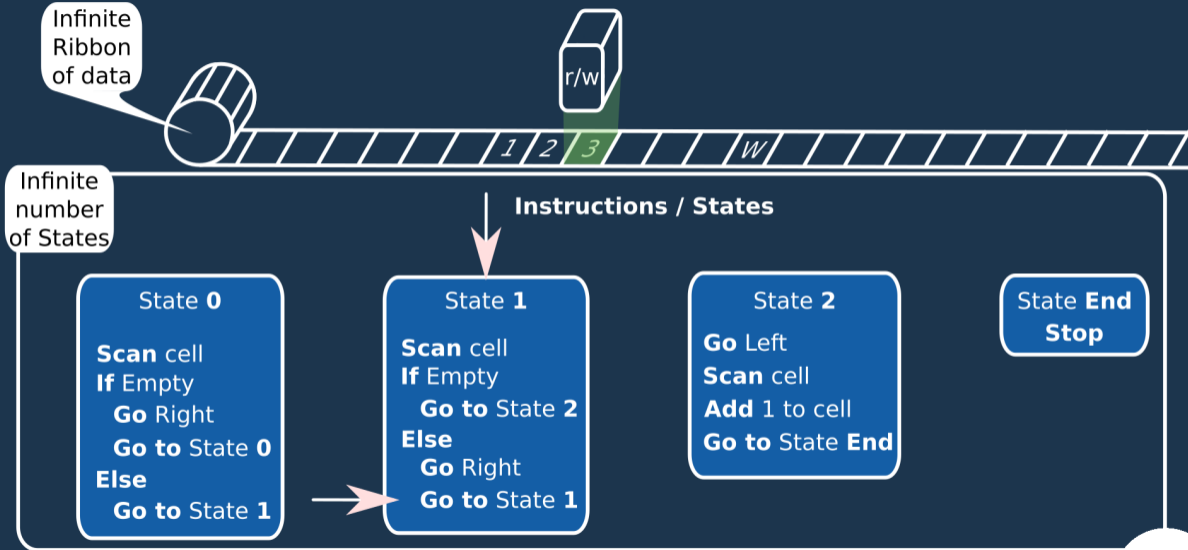 Infinite
Ribbon
of data
r/w
1 2 3 W
Infinite
number
of States
Instructions / States
State 0
Scan cell
If Empty
Go Right
Go to State 0
Else
Go to State 1
State 1
Scan cell
If Empty
Go to State 2
Else
Go Right
Go to State 1
State 2
Go Left
Scan cell
Add 1 to cell
Go to State End
State End
Stop